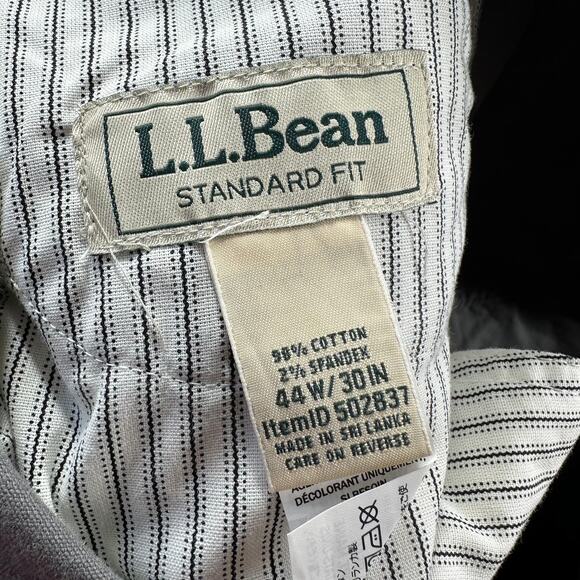 L.L.Bean
STANDARD FIT
98% COTTON
2% SPANDEX
44 W/30 IN
ItemID 502837
MADE IN SRI LANKA
CARE ON REVERSE
DÉCOLORANT UNIQUEMENT
SI BESOIN